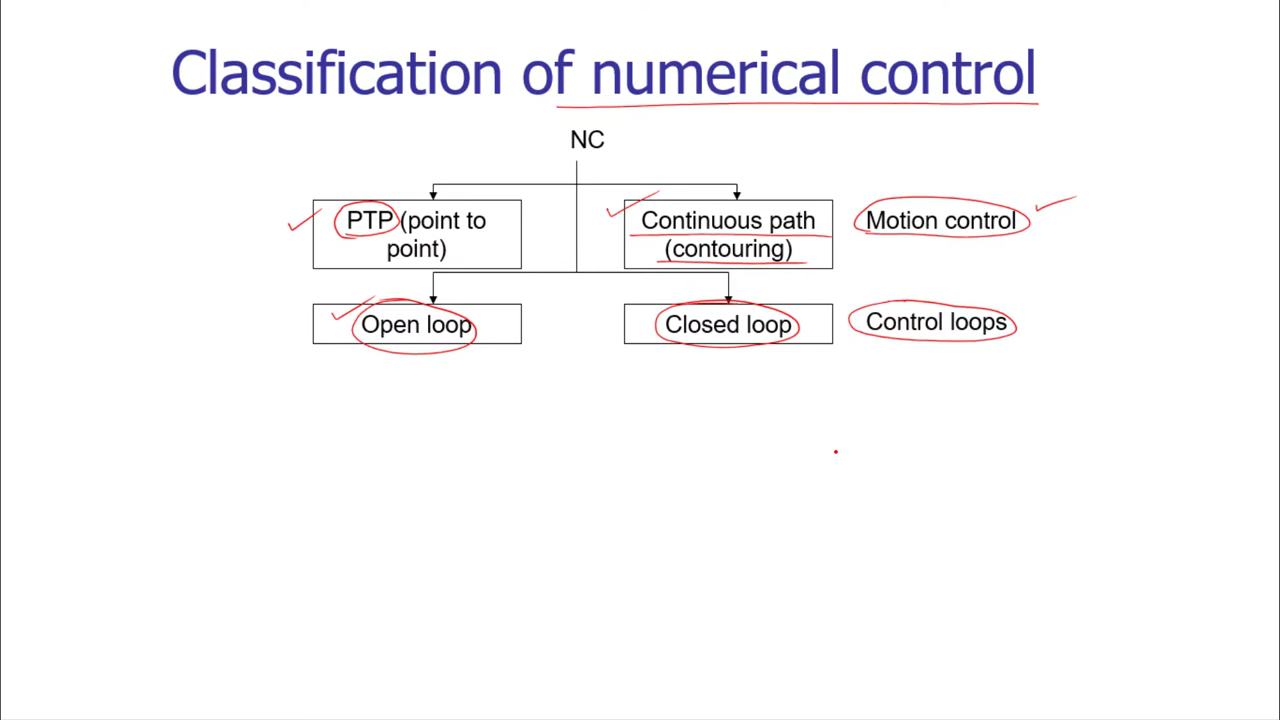 Classification of numerical control
NC
PTP (point to
point)
Continuous path
(contouring)
Motion control
Open loop
Closed loop
Control loops